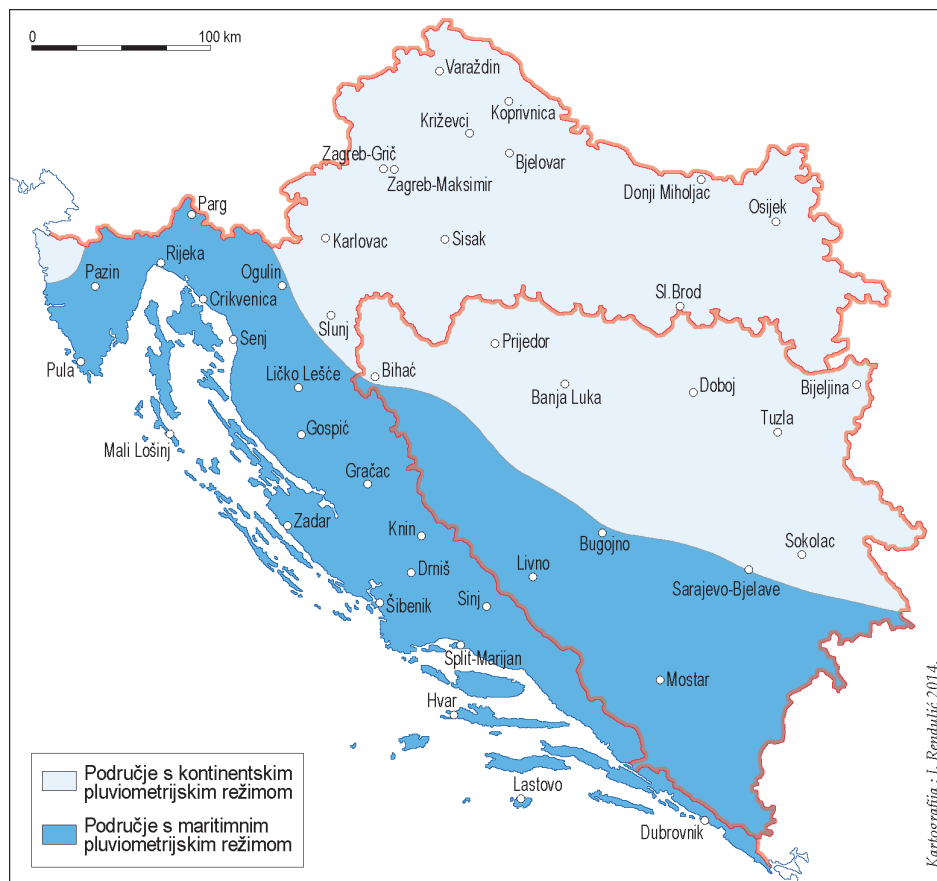 0
100 km
Varaždin
Koprivnica
Križevci
Bjelovar
Zagreb-Grič
Zagreb-Maksimir
Donji Miholjac
Osijek
Parg
Karlovac
Sisak
Rijeka
Pazin
Ogulin
Crikvenica
Sl.Brod
Slunj
Senj
Prijedor
Pula
Ličko Lešće
Bihać
Banja Luka
Doboj
Bijeljina
Tuzla
Mali Lošinj
Gospić
Gračac
Zadar
Knin
Bugojno
Sokolac
Drniš
Livno
Sarajevo-Bjelave
Šibenik
Sinj
Split-Marijan
Mostar
Hvar
Lastovo
Dubrovnik
Područje s kontinentskim
pluviometrijskim režimom
Područje s maritimnim
pluviometrijskim režimom
Kartografija : I. Rendulić 2014.